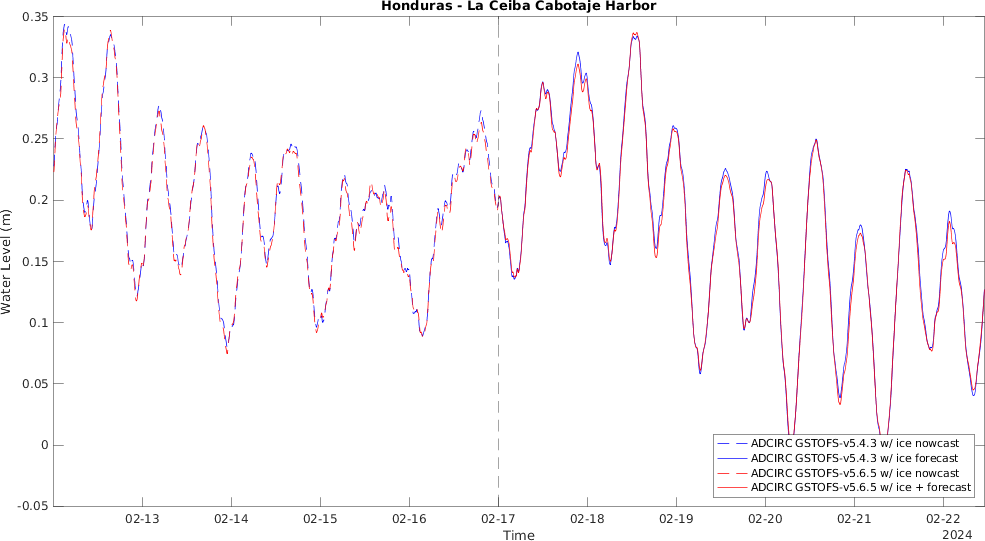 Honduras - La Ceiba Cabotaje Harbor
0.35
0.3
0.25
0.2
0.15
0.1
0.05
0
-0.05
Water Level (m)
02-13 02-14 02-15 02-16 02-17 02-18 02-19 02-20 02-21 02-22
Time
2024
ADCIRC GSTOFS-v5.4.3 w/ ice nowcast
ADCIRC GSTOFS-v5.4.3 w/ ice forecast
ADCIRC GSTOFS-v5.6.5 w/ ice nowcast
ADCIRC GSTOFS-v5.6.5 w/ ice + forecast